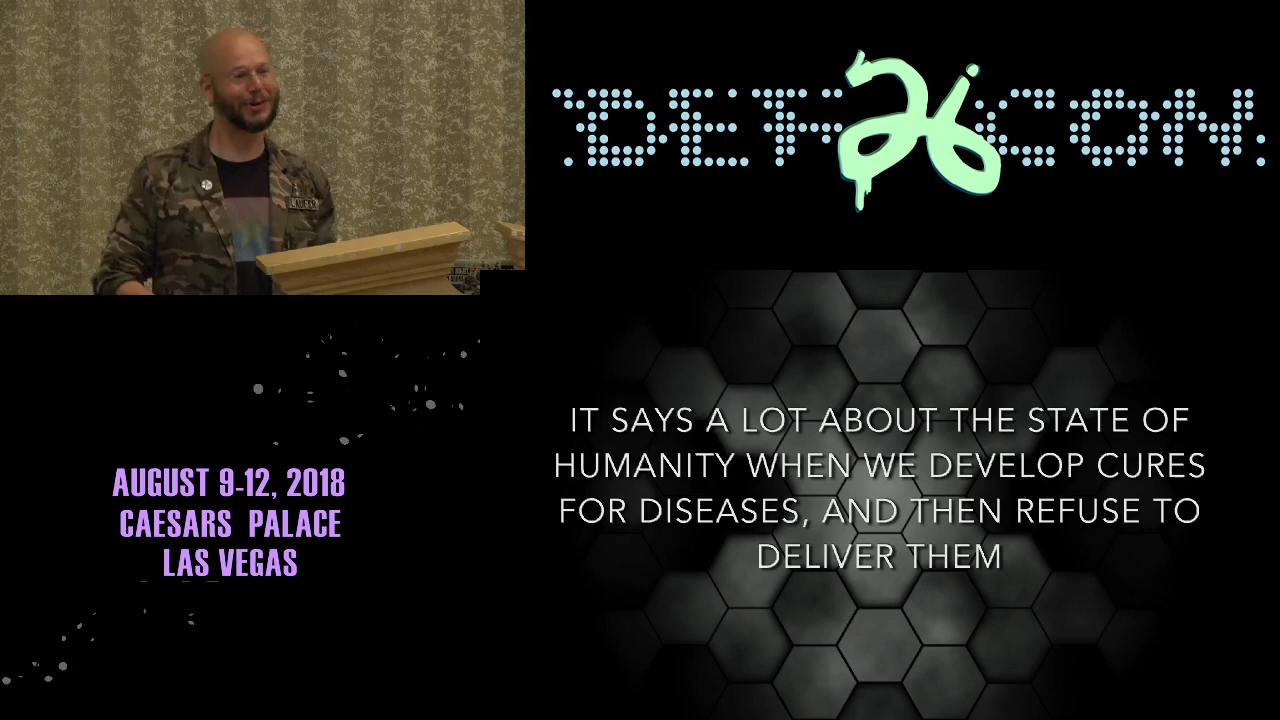 DEF CON
26
IT SAYS A LOT ABOUT THE STATE OF
HUMANITY WHEN WE DEVELOP CURES
FOR DISEASES, AND THEN REFUSE TO
DELIVER THEM
AUGUST 9-12, 2018
CAESARS PALACE
LAS VEGAS